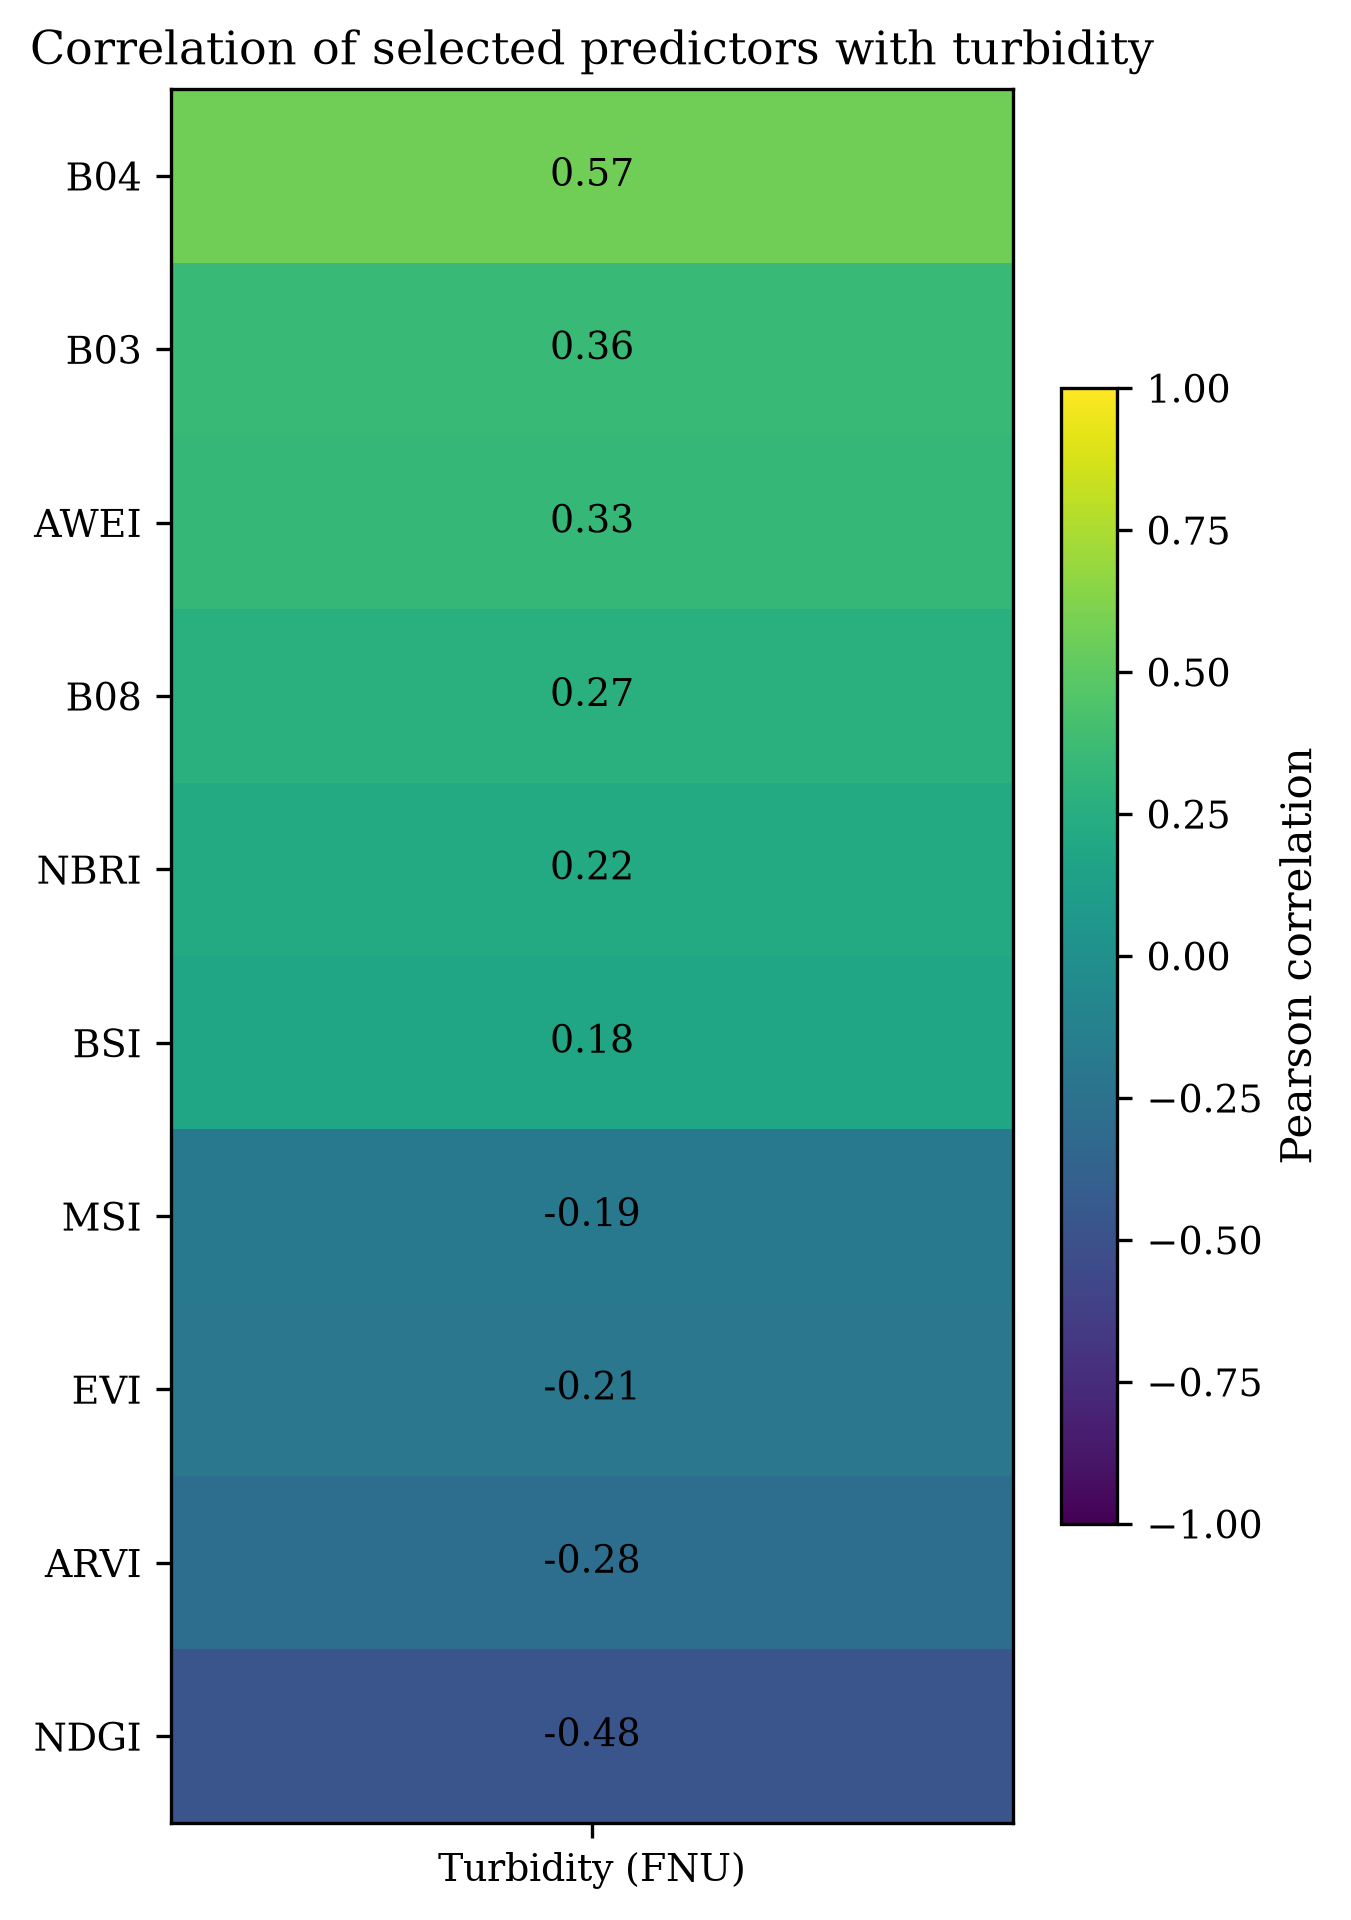 Correlation of selected predictors with turbidity
B04 0.57
B03 0.36
AWEI 0.33
B08 0.27
NBRI 0.22
BSI 0.18
MSI -0.19
EVI -0.21
ARVI -0.28
NDGI -0.48
Turbidity (FNU)
1.00
0.75
0.50
0.25
0.00
−0.25
−0.50
−0.75
−1.00
Pearson correlation